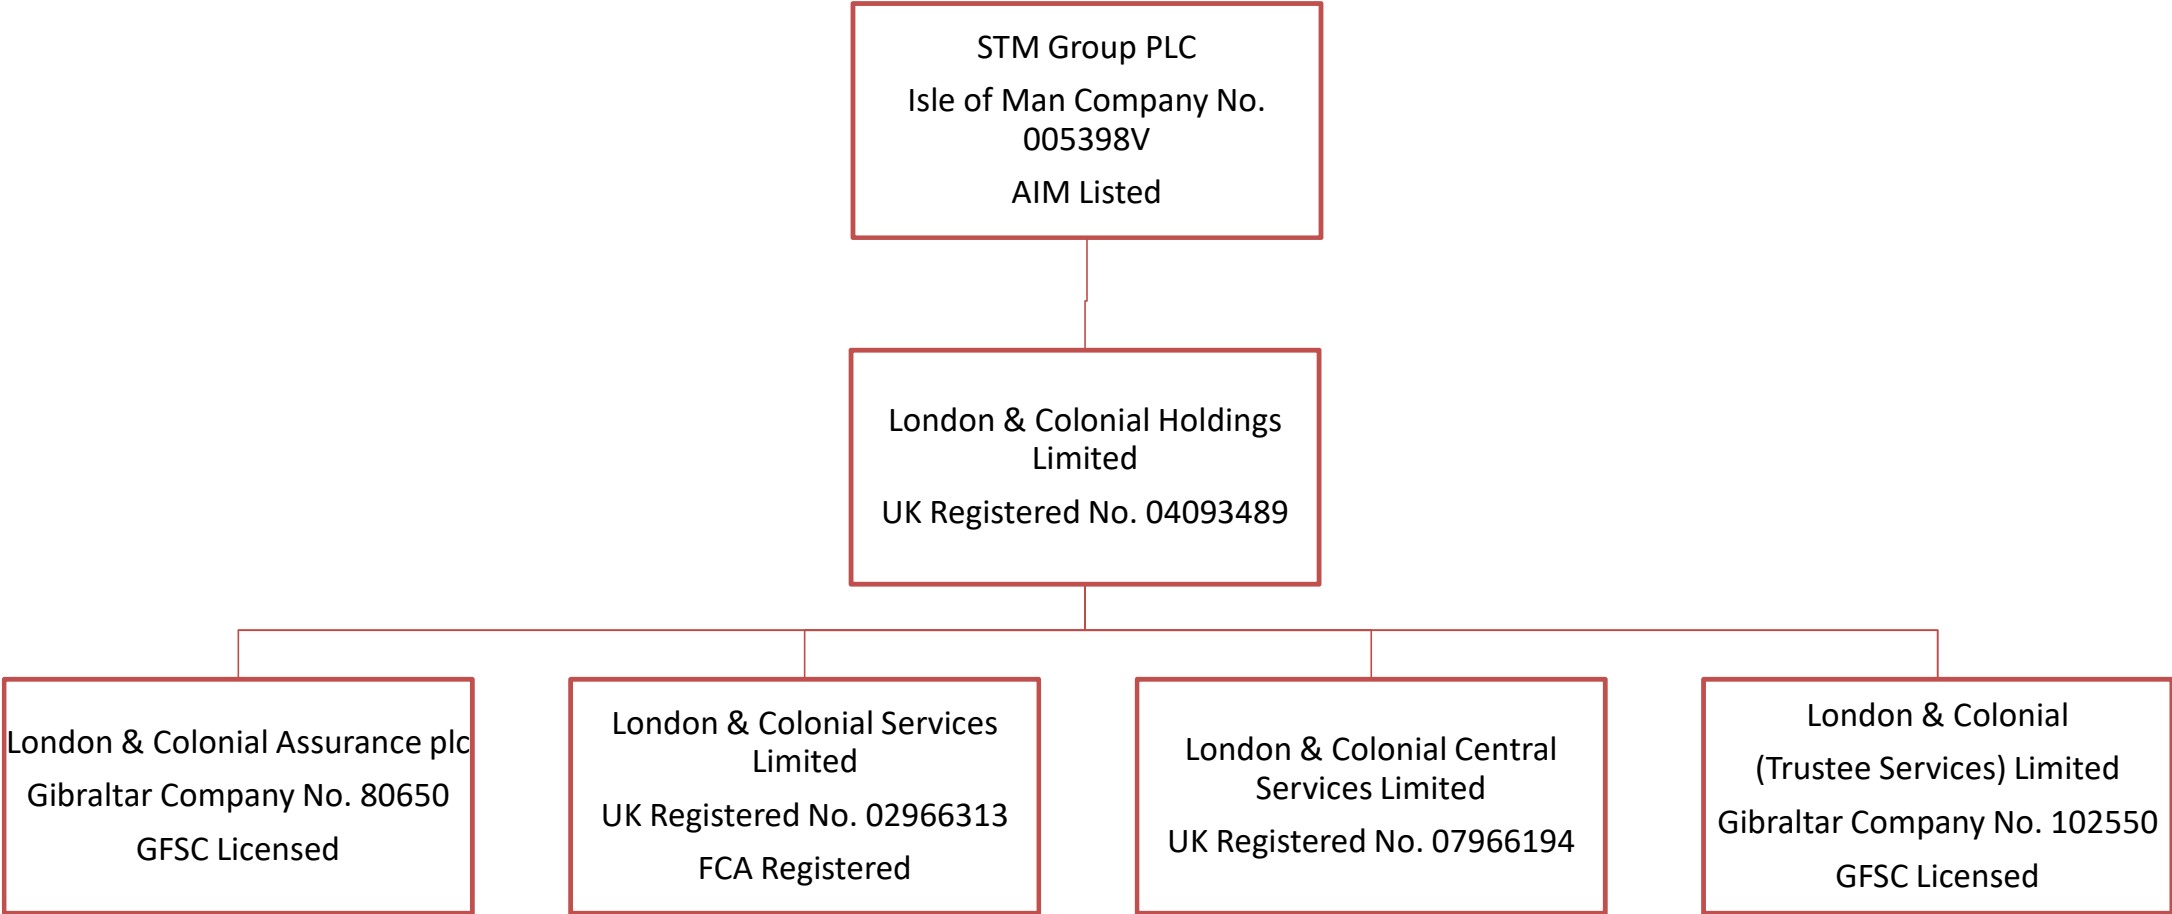 STM Group PLC
Isle of Man Company No.
005398V
AIM Listed
London & Colonial Holdings
Limited
UK Registered No. 04093489
London & Colonial Assurance plc
Gibraltar Company No. 80650
GFSC Licensed
London & Colonial Services
Limited
UK Registered No. 02966313
FCA Registered
London & Colonial Central
Services Limited
UK Registered No. 07966194
London & Colonial
(Trustee Services) Limited
Gibraltar Company No. 102550
GFSC Licensed